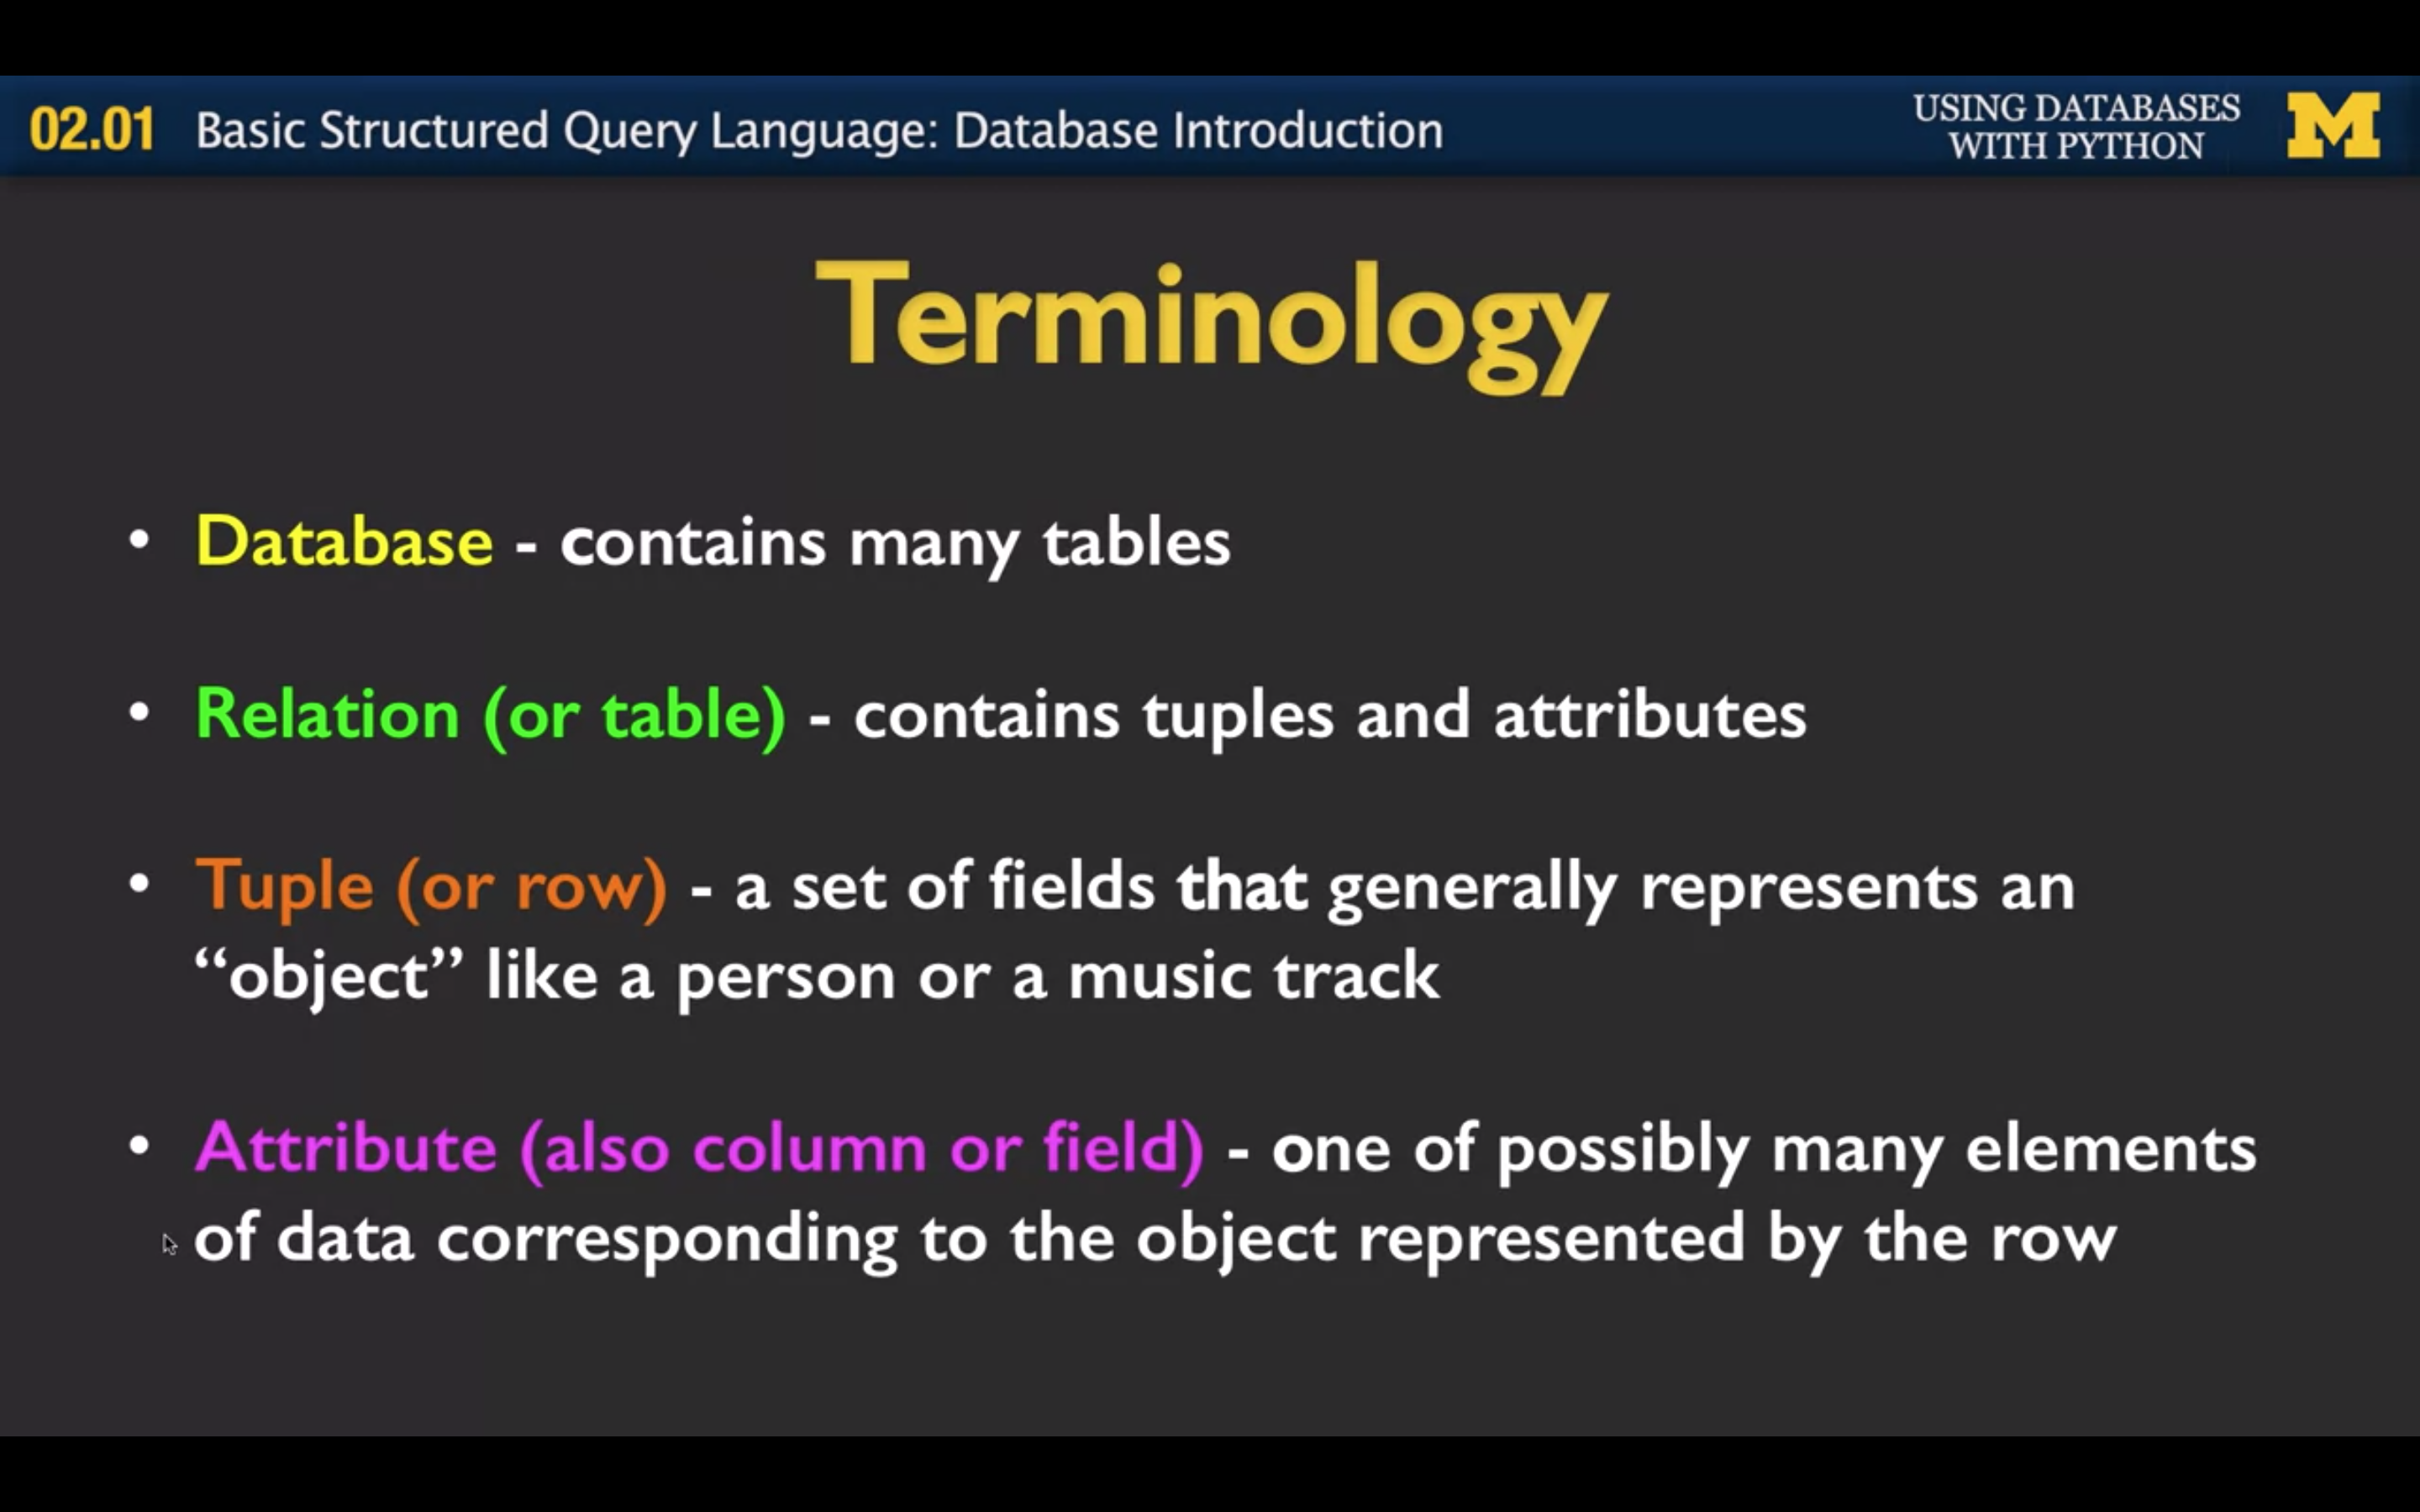 02.01 Basic Structured Query Language: Database Introduction
USING DATABASES
WITH PYTHON
M
Terminology
• Database - contains many tables
• Relation (or table) - contains tuples and attributes
• Tuple (or row) - a set of fields that generally represents an
“object” like a person or a music track
• Attribute (also column or field) - one of possibly many elements
of data corresponding to the object represented by the row